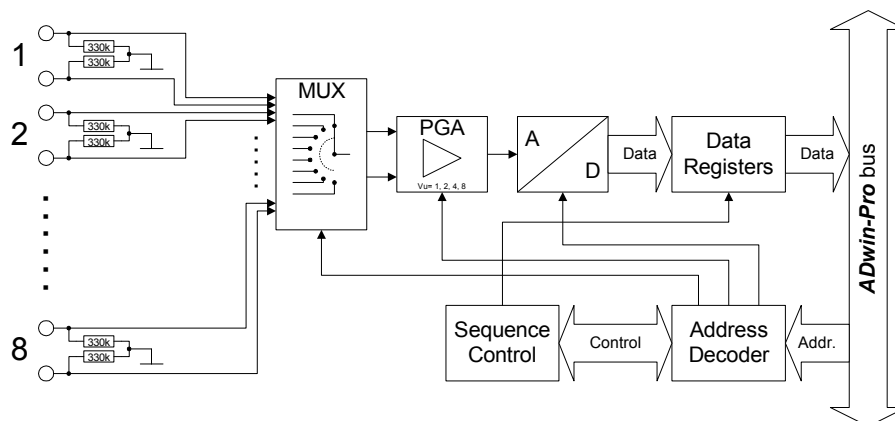 1
330k
330k
2
330k
330k
8
330k
330k
MUX
PGA
Vu= 1, 2, 4, 8
A
D
Data
Data
Registers
Data
ADwin-Pro bus
Sequence
Control
Control
Address
Decoder
Addr.